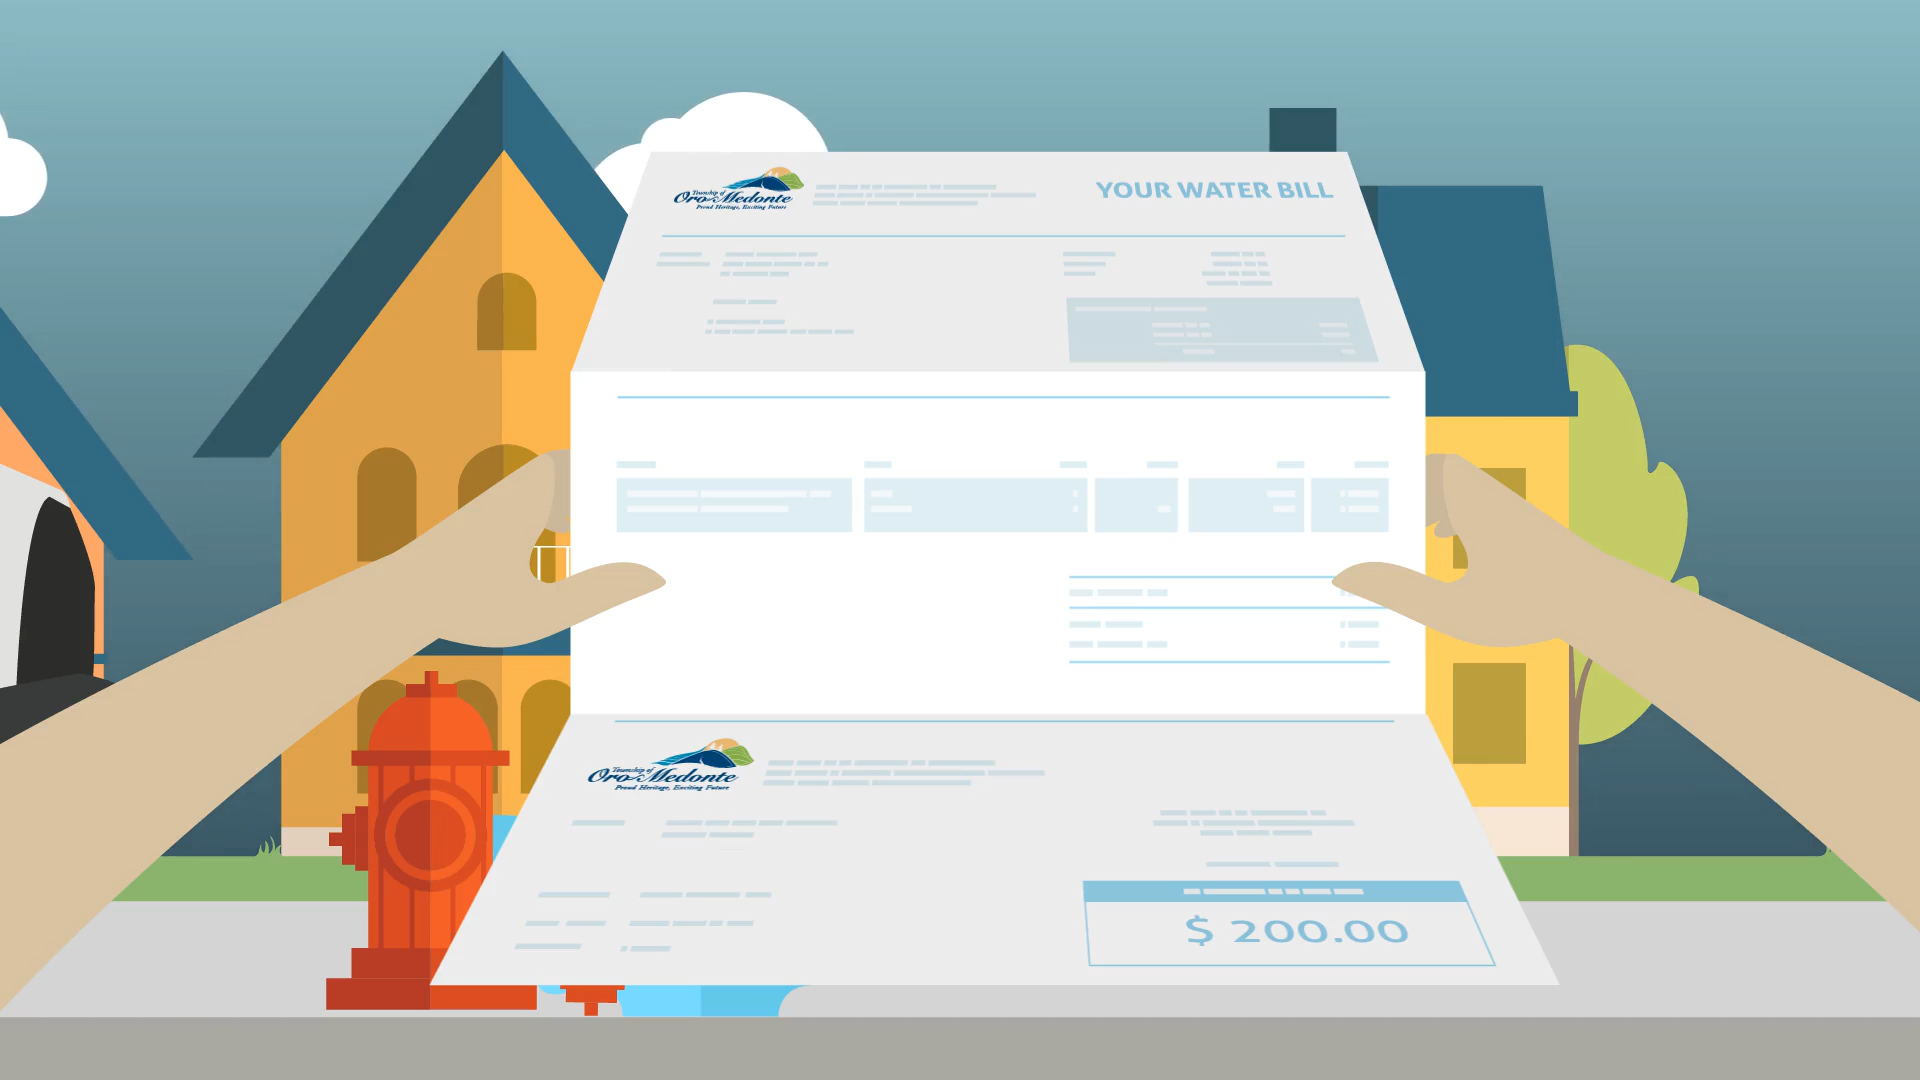 Township of
Oro-Medonte
Proud Heritage, Exciting Future
YOUR WATER BILL
Township of
Oro-Medonte
Proud Heritage, Exciting Future
$ 200.00